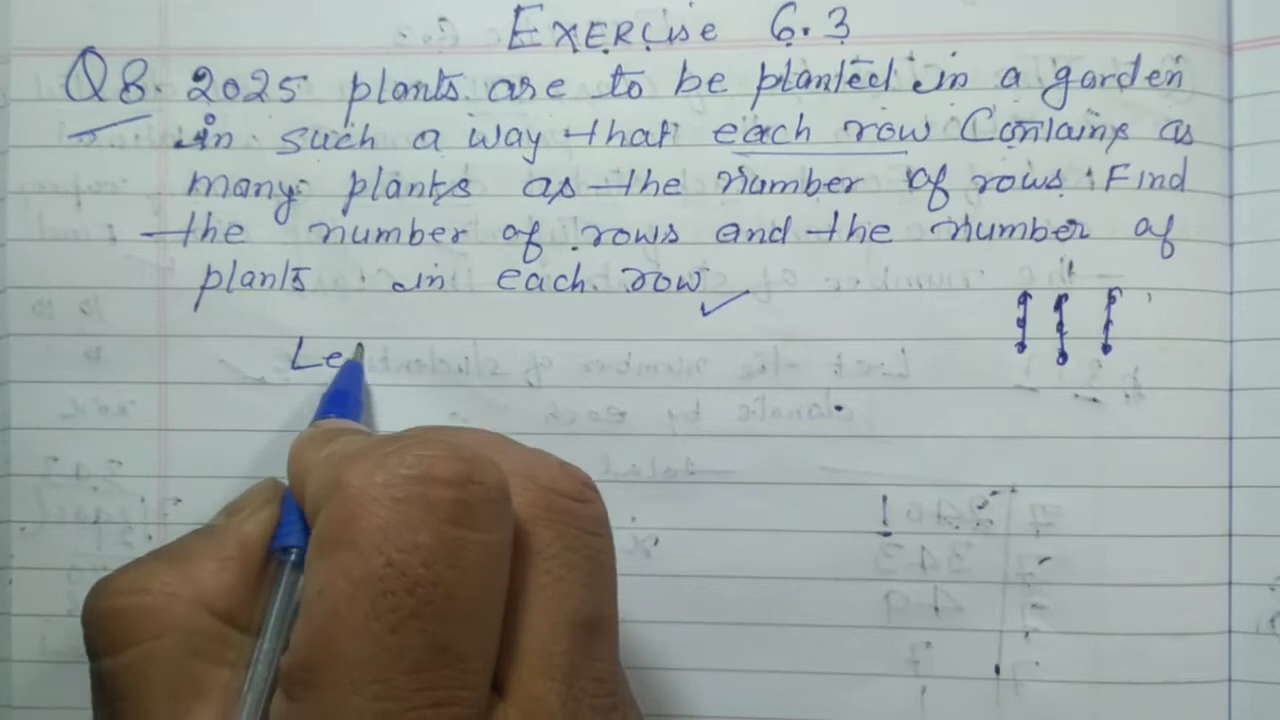 Exercise 6.3
Q8. 2025 plants are to be planted in a garden
in such a way that each row Contains as
many plants as the number of rows. Find
the number of rows and the number of
plants in each row
Le